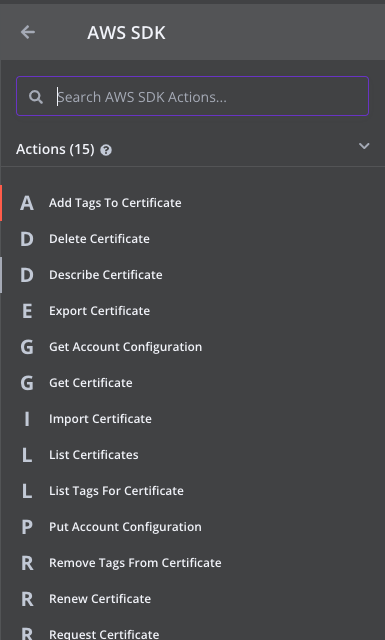 AWS SDK
Search AWS SDK Actions...
Actions (15) ?
A Add Tags To Certificate
D Delete Certificate
D Describe Certificate
E Export Certificate
G Get Account Configuration
G Get Certificate
I Import Certificate
L List Certificates
L List Tags For Certificate
P Put Account Configuration
R Remove Tags From Certificate
R Renew Certificate
R Request Certificate